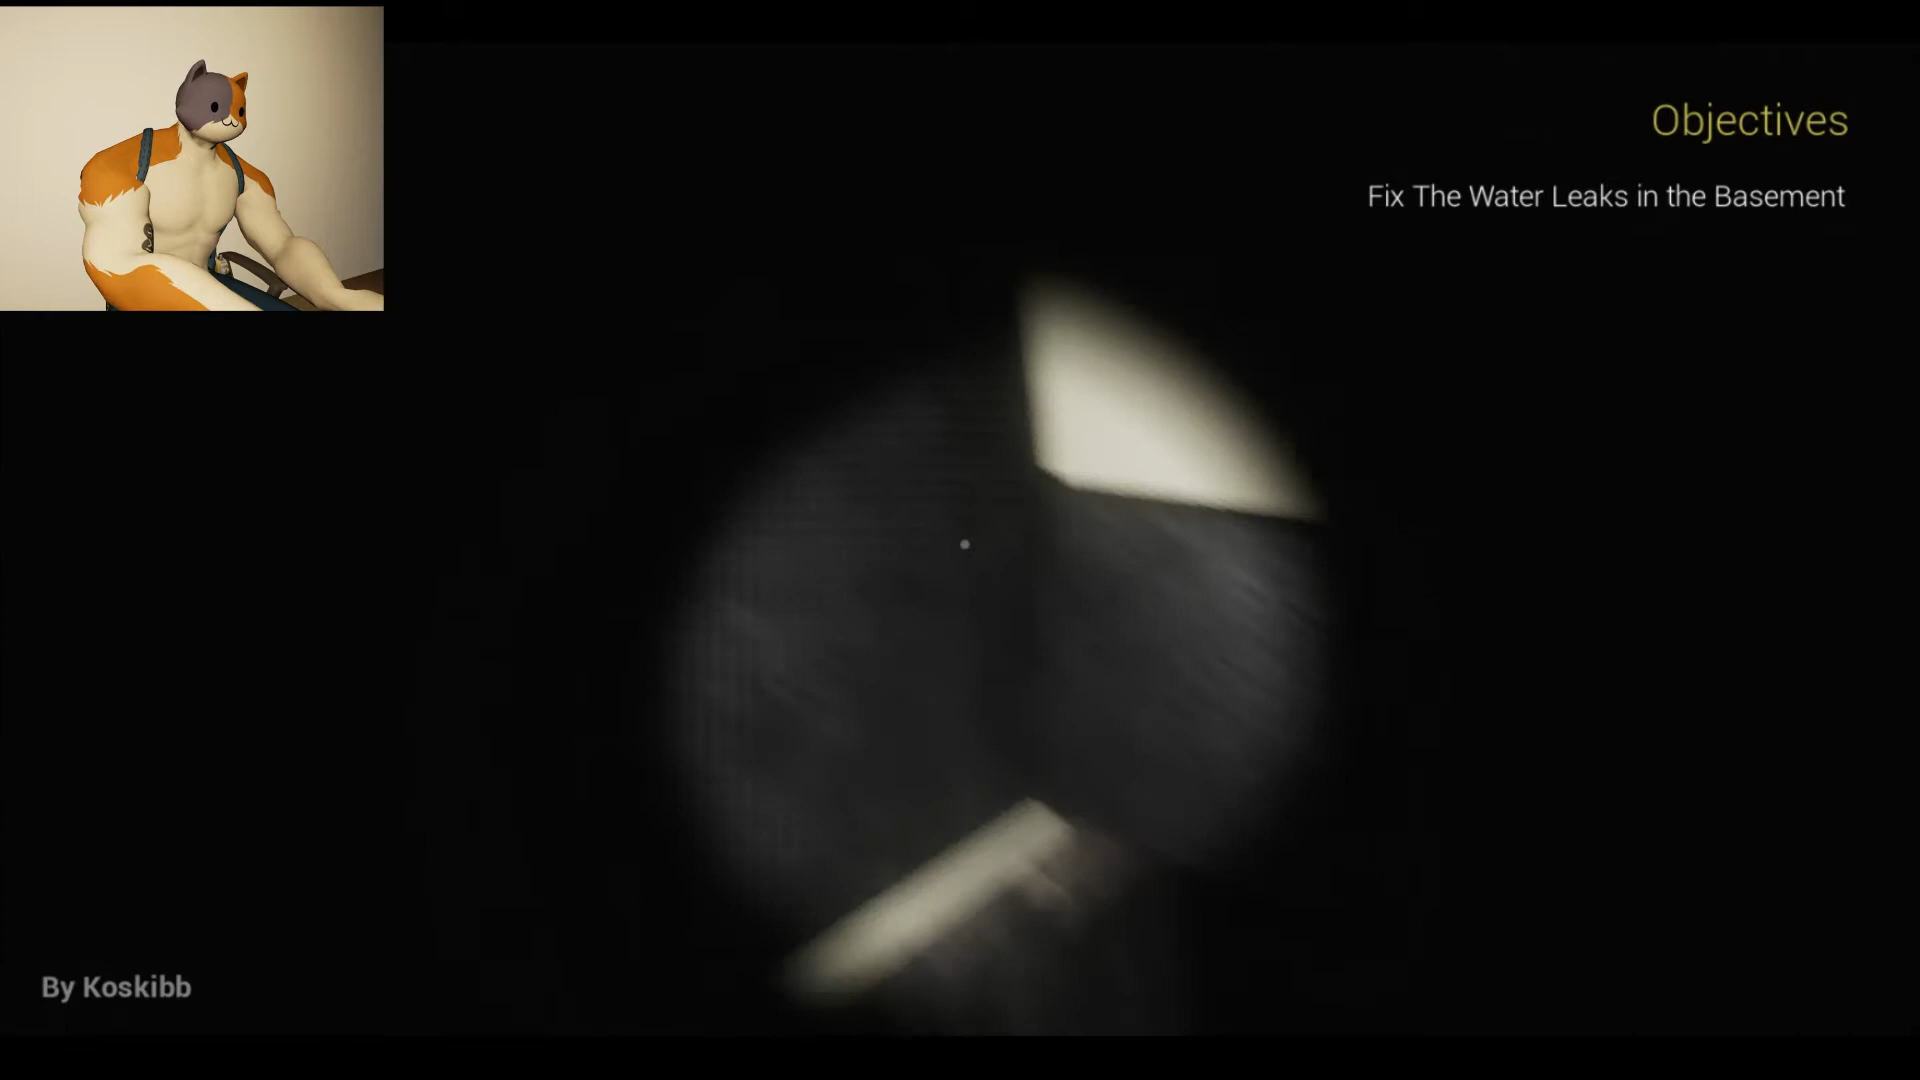 Objectives
Fix The Water Leaks in the Basement
By Koskibb